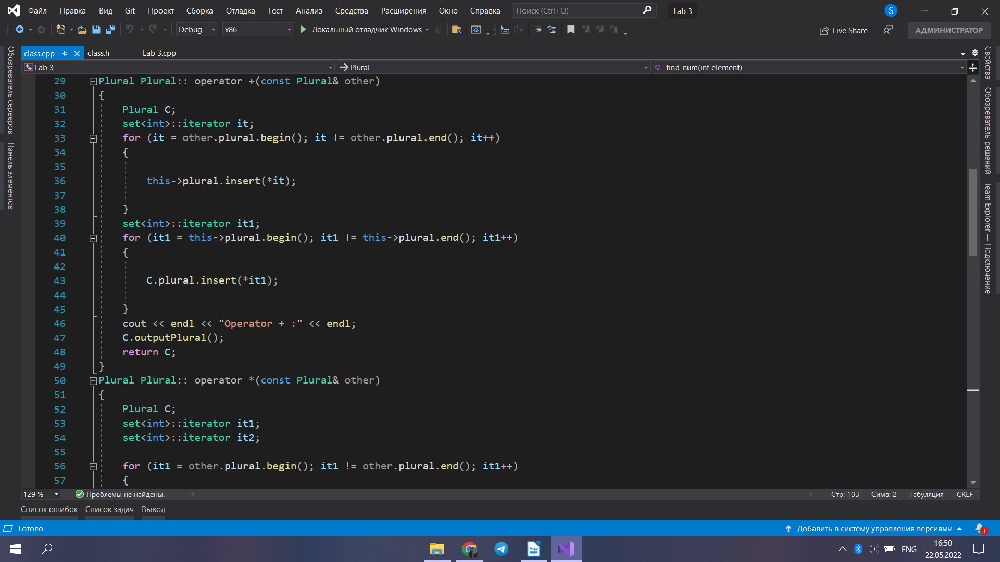 Файл Правка Вид Git Проект Сборка Отладка Тест Анализ Средства Расширения Окно Справка Поиск (Ctrl+Q) Lab 3 S
Debug x86 Локальный отладчик Windows Live Share АДМИНИСТРАТОР
class.cpp class.h Lab 3.cpp
Lab 3 Plural find_num(int element)
Обозреватель серверов
Панель элементов
29 Plural Plural:: operator +(const Plural& other)
30 {
31 Plural C;
32 set<int>::iterator it;
33 for (it = other.plural.begin(); it != other.plural.end(); it++)
34 {
35
36 this->plural.insert(*it);
37
38 }
39 set<int>::iterator it1;
40 for (it1 = this->plural.begin(); it1 != this->plural.end(); it1++)
41 {
42
43 C.plural.insert(*it1);
44
45 }
46 cout << endl << "Operator + :" << endl;
47 C.outputPlural();
48 return C;
49 }
50 Plural Plural:: operator *(const Plural& other)
51 {
52 Plural C;
53 set<int>::iterator it1;
54 set<int>::iterator it2;
55
56 for (it1 = other.plural.begin(); it1 != other.plural.end(); it1++)
57 {
Свойства
Обозреватель решений
Team Explorer — Подключение
129 % Проблемы не найдены. Стр: 103 Симв: 2 Табуляция CRLF
Список ошибок Список задач Вывод
Готово Добавить в систему управления версиями 3
ENG 16:50
22.05.2022